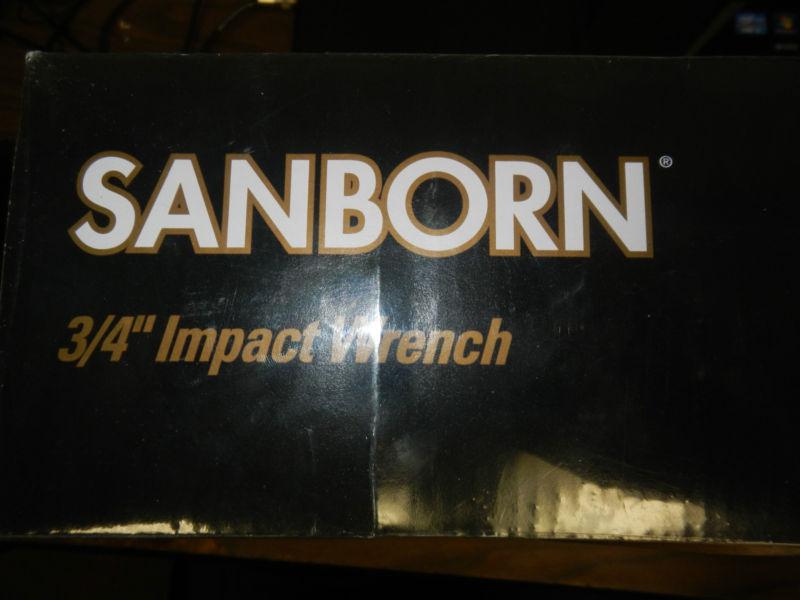 SANBORN®
3/4" Impact Wrench